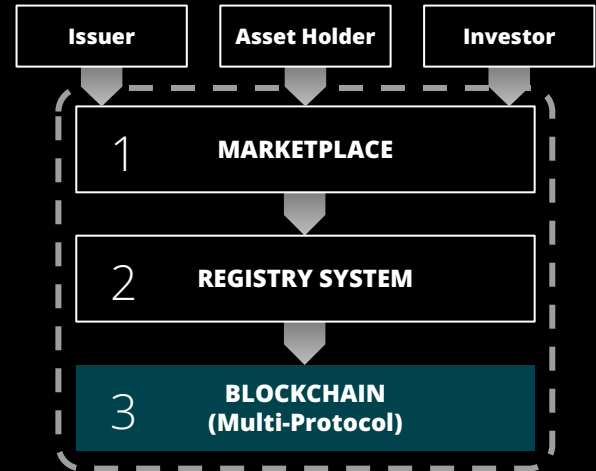 Issuer
Asset Holder
Investor
1
MARKETPLACE
2
REGISTRY SYSTEM
3
BLOCKCHAIN
(Multi-Protocol)